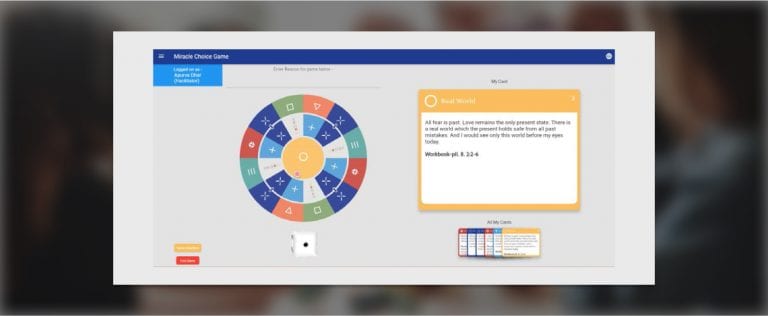 Miracle Choice Game
Logged on as -
Apurva Dhar
(Facilitator)
Enter Reason for game below -
My Card
Real World
All fear is past. Love remains the only present state. There
is a real world which the present holds safe from all past
mistakes. And I would see only this world before my eyes
today.
Workbook-pII. 8. 2:2-6
All My Cards